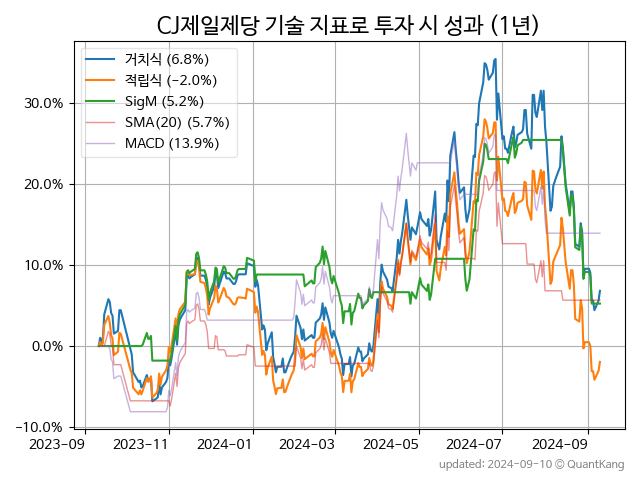 CJ제일제당 기술 지표로 투자 시 성과 (1년)
거치식 (6.8%)
적립식 (-2.0%)
SigM (5.2%)
SMA(20) (5.7%)
MACD (13.9%)
30.0%
20.0%
10.0%
0.0%
-10.0%
2023-09 2023-11 2024-01 2024-03 2024-05 2024-07 2024-09
updated: 2024-09-10 ⓒ QuantKang